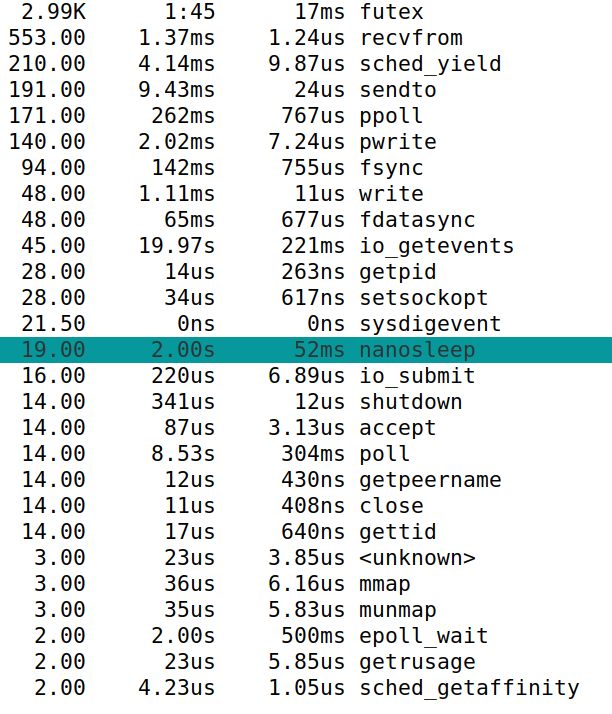 2.99K 1:45 17ms futex
553.00 1.37ms 1.24us recvfrom
210.00 4.14ms 9.87us sched_yield
191.00 9.43ms 24us sendto
171.00 262ms 767us ppoll
140.00 2.02ms 7.24us pwrite
94.00 142ms 755us fsync
48.00 1.11ms 11us write
48.00 65ms 677us fdatasync
45.00 19.97s 221ms io_getevents
28.00 14us 263ns getpid
28.00 34us 617ns setsockopt
21.50 0ns 0ns sysdigevent
19.00 2.00s 52ms nanosleep
16.00 220us 6.89us io_submit
14.00 341us 12us shutdown
14.00 87us 3.13us accept
14.00 8.53s 304ms poll
14.00 12us 430ns getpeername
14.00 11us 408ns close
14.00 17us 640ns gettid
3.00 23us 3.85us <unknown>
3.00 36us 6.16us mmap
3.00 35us 5.83us munmap
2.00 2.00s 500ms epoll_wait
2.00 23us 5.85us getrusage
2.00 4.23us 1.05us sched_getaffinity